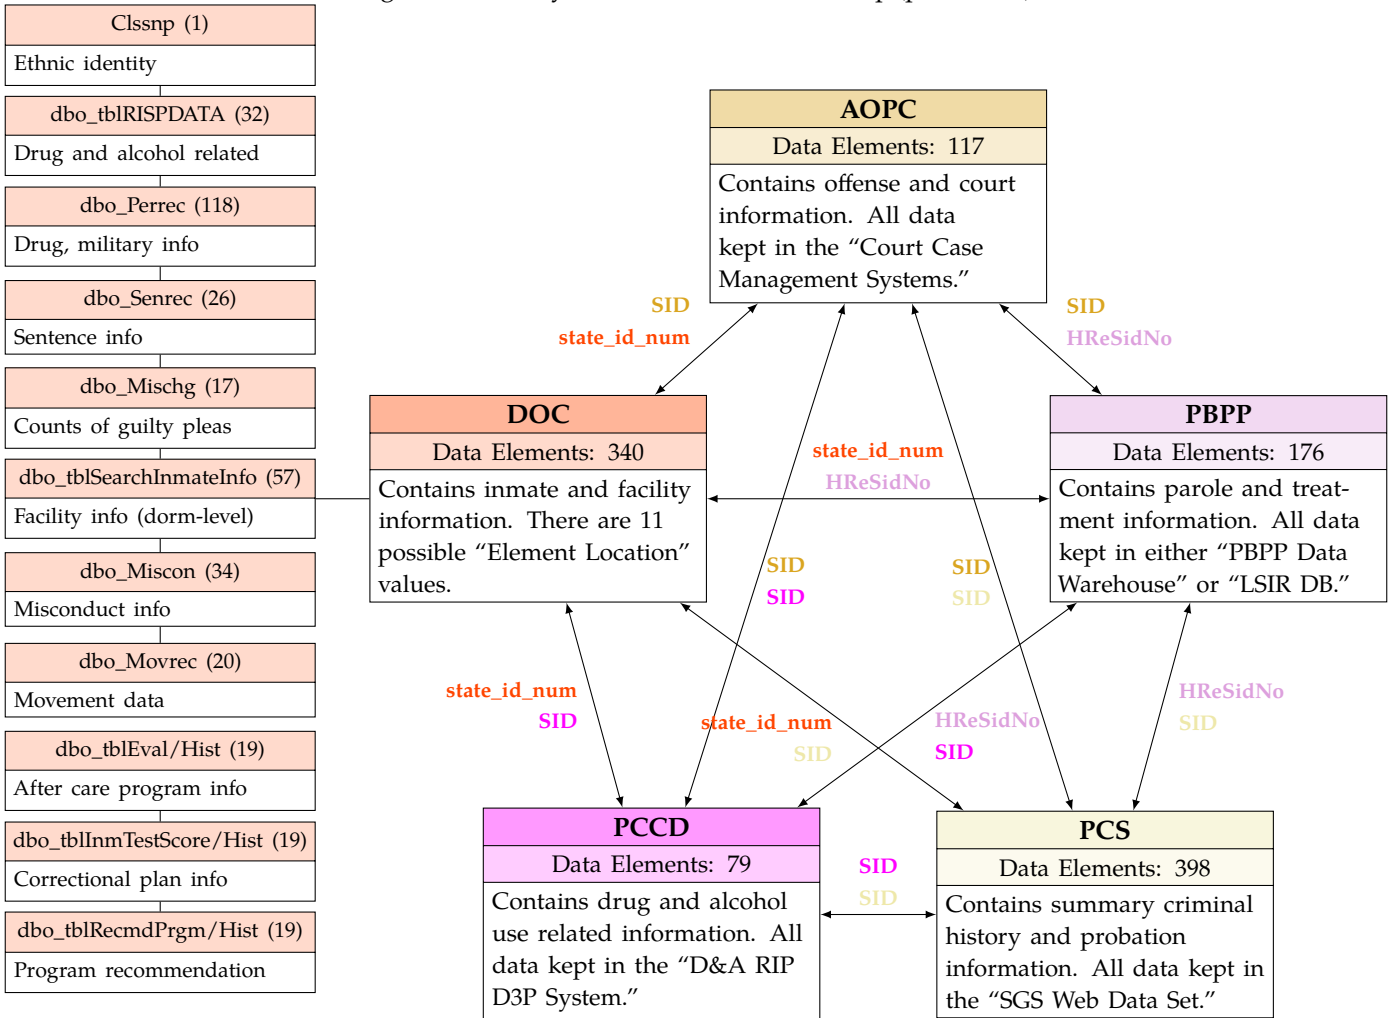 Clssnp (1)
Ethnic identity
dbo_tblRISPDATA (32)
Drug and alcohol related
dbo_Perrec (118)
Drug, military info
dbo_Senrec (26)
Sentence info
dbo_Mischg (17)
Counts of guilty pleas
dbo_tblSearchInmateInfo (57)
Facility info (dorm-level)
dbo_Miscon (34)
Misconduct info
dbo_Movrec (20)
Movement data
dbo_tblEval/Hist (19)
After care program info
dbo_tblInmTestScore/Hist (19)
Correctional plan info
dbo_tblRecmdPrgm/Hist (19)
Program recommendation
AOPC
Data Elements: 117
Contains offense and court
information. All data
kept in the “Court Case
Management Systems.”
SID
state_id_num
SID
HReSidNo
DOC
Data Elements: 340
Contains inmate and facility
information. There are 11
possible “Element Location”
values.
state_id_num
HReSidNo
PBPP
Data Elements: 176
Contains parole and treat-
ment information. All data
kept in either “PBPP Data
Warehouse” or “LSIR DB.”
SID
SID
SID
SID
state_id_num
SID
state_id_num
SID
HReSidNo
SID
HReSidNo
SID
PCCD
Data Elements: 79
Contains drug and alcohol
use related information. All
data kept in the “D&A RIP
D3P System.”
SID
SID
PCS
Data Elements: 398
Contains summary criminal
history and probation
information. All data kept in
the “SGS Web Data Set.”